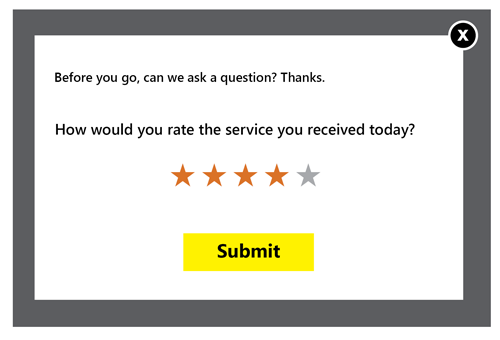 X
Before you go, can we ask a question? Thanks.
How would you rate the service you received today?
Submit